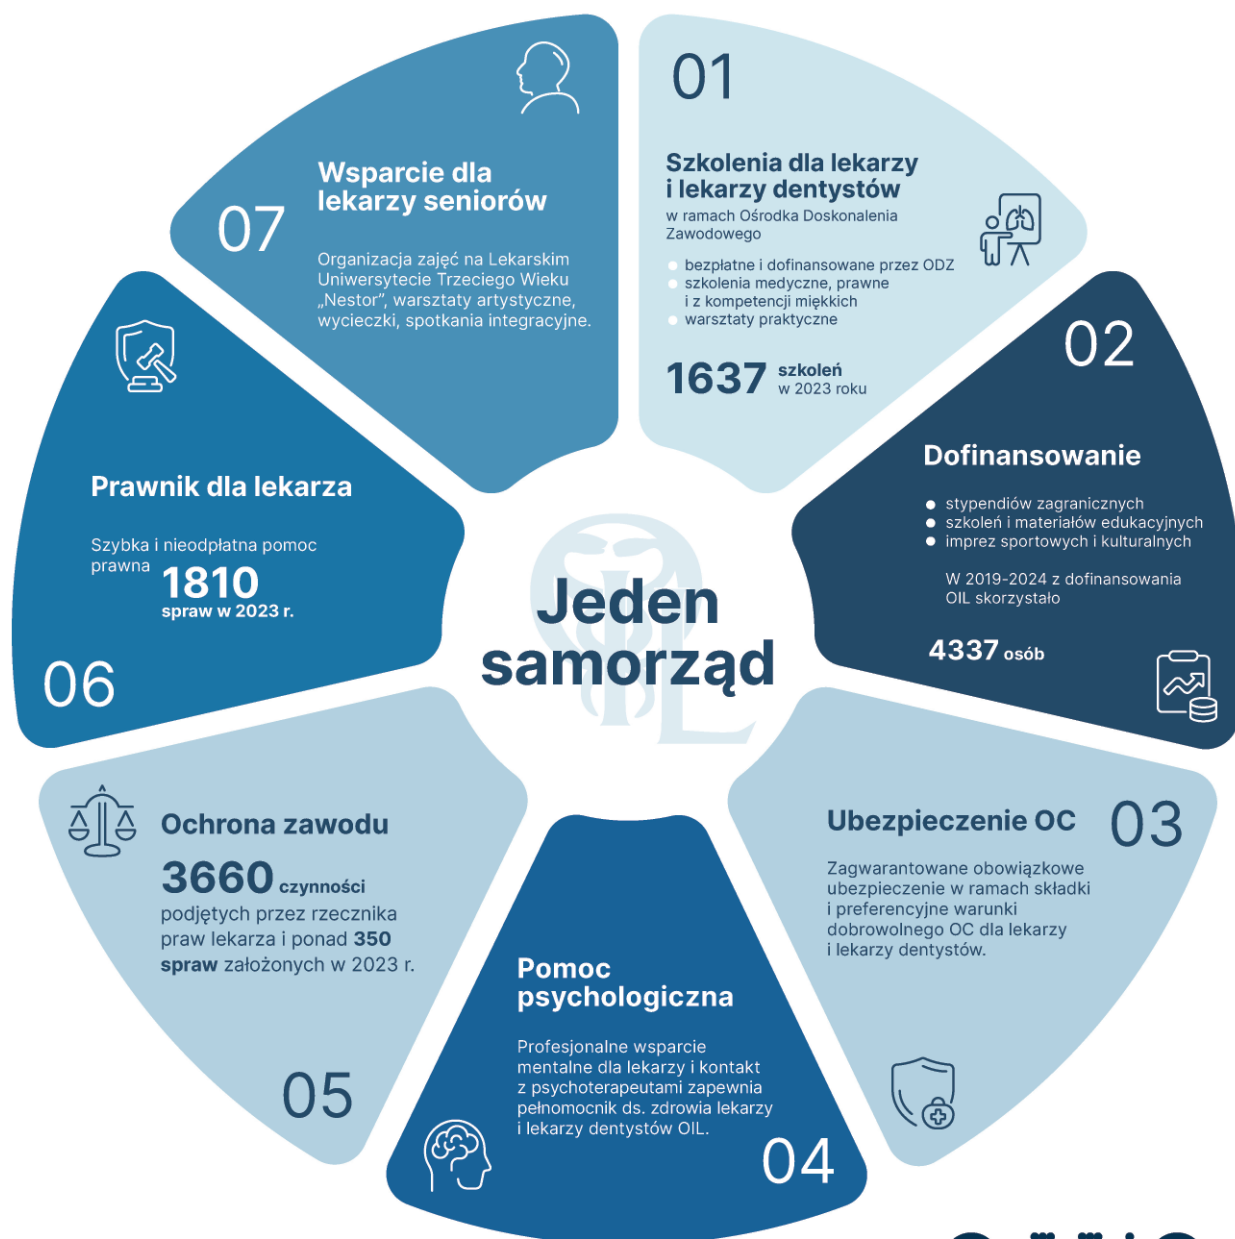 01
Szkolenia dla lekarzy
i lekarzy dentystów
w ramach Ośrodka Doskonalenia
Zawodowego
bezpłatne i dofinansowane przez ODZ
szkolenia medyczne, prawne
i z kompetencji miękkich
warsztaty praktyczne
1637 szkoleń
w 2023 roku
02
Dofinansowanie
stypendiów zagranicznych
szkoleń i materiałów edukacyjnych
imprez sportowych i kulturalnych
W 2019-2024 z dofinansowania
OIL skorzystało
4337 osób
03
Ubezpieczenie OC
Zagwarantowane obowiązkowe
ubezpieczenie w ramach składki
i preferencyjne warunki
dobrowolnego OC dla lekarzy
i lekarzy dentystów.
04
Pomoc
psychologiczna
Profesjonalne wsparcie
mentalne dla lekarzy i kontakt
z psychoterapeutami zapewnia
pełnomocnik ds. zdrowia lekarzy
i lekarzy dentystów OIL.
05
Ochrona zawodu
3660 czynności
podjętych przez rzecznika
praw lekarza i ponad 350
spraw założonych w 2023 r.
06
Prawnik dla lekarza
Szybka i nieodpłatna pomoc
prawna 1810
spraw w 2023 r.
07
Wsparcie dla
lekarzy seniorów
Organizacja zajęć na Lekarskim
Uniwersytecie Trzeciego Wieku
„Nestor”, warsztaty artystyczne,
wycieczki, spotkania integracyjne.
Jeden
samorząd
OIL